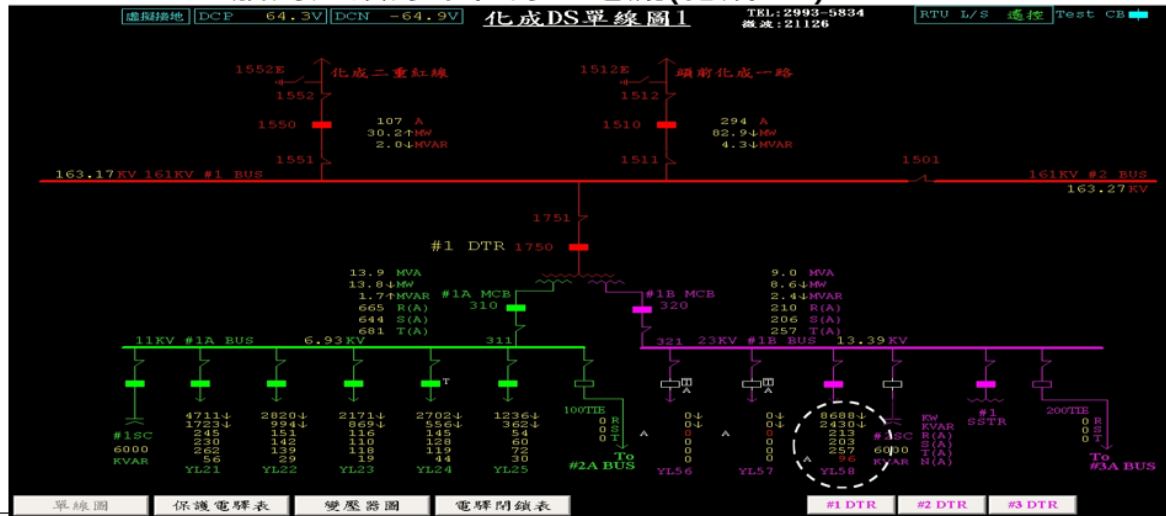 虛擬接地 DCP 64.3V DCN -64.9V 化成DS單線圖1 TEL:2993-5834 微波:21126 RTU L/S 遙控 Test CB
1552E 化成二重紅線 1512E 頭前化成一路
1552 1512
1550 107 A 1510 294 A
30.2↑MW 82.9↓MW
2.0↓MVAR 4.3↓MVAR
1551 1511 1501
163.17KV 161KV #1 BUS 161KV #2 BUS
163.27KV
1751
#1 DTR 1750
13.9 MVA 9.0 MVA
13.8↓MW 8.6↓MW
1.7↑MVAR #1A MCB #1B MCB 2.4↓MVAR
665 R(A) 310 320 210 R(A)
644 S(A) 206 S(A)
681 T(A) 257 T(A)
11KV #1A BUS 6.93KV 311 321 23KV #1B BUS 13.39KV
T
A A
100TIE 200TIE
4711↓ 2820↓ 2171↓ 2702↓ 1236↓ 0 R 0↓ 0↓ 8688↓ KW 0 R
1723↓ 994↓ 869↓ 556↓ 362↓ 0 S 0↓ 0↓ 2430↓ KVAR #1 0 S
#1SC 245 151 116 145 54 0 T A 0 A 0 213 #2SC R(A) SSTR 0 T
230 142 110 128 60 0 0 203 S(A)
6000 262 139 118 119 72 To 0 0 257 6000 T(A) To
KVAR 56 29 19 44 30 #2A BUS 0 0 A 96 KVAR N(A) #3A BUS
YL21 YL22 YL23 YL24 YL25 YL56 YL57 YL58
單線圖 保護電驛表 變壓器圖 電驛閉鎖表 #1 DTR #2 DTR #3 DTR